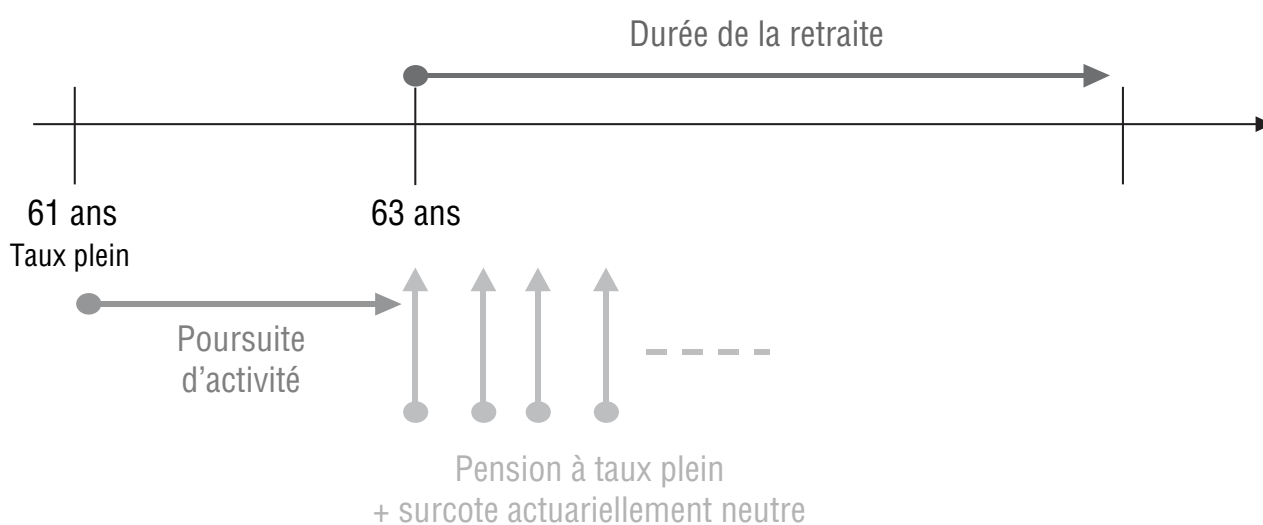 Durée de la retraite
61 ans
Taux plein
63 ans
Poursuite
d'activité
Pension à taux plein
+ surcote actuariellement neutre